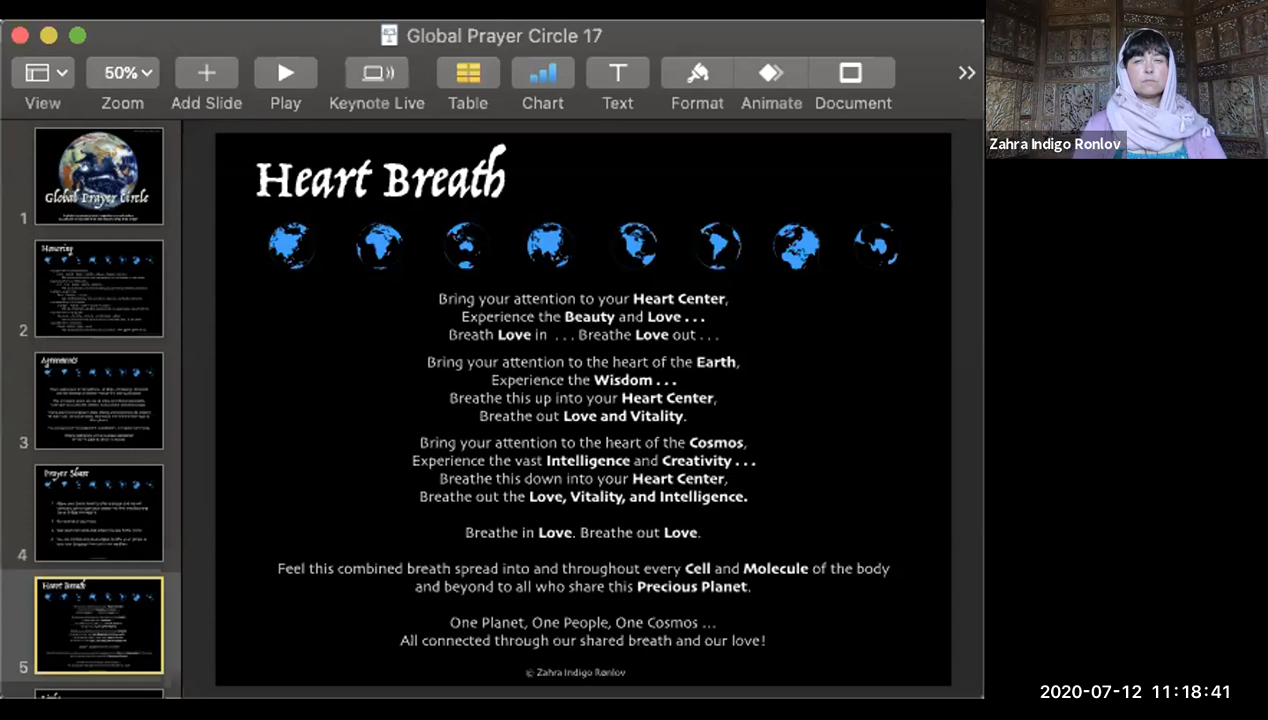 Global Prayer Circle 17
50%
View
Zoom
Add Slide
Play
Keynote Live
Table
Chart
Text
Format
Animate
Document
Zahra Indigo Ronlov
Global Prayer Circle
1
Honoring
2
Agreements
3
Prayer Share
4
Heart Breath
5
Heart Breath
Bring your attention to your Heart Center,
Experience the Beauty and Love . . .
Breath Love in . . . Breathe Love out . . .
Bring your attention to the heart of the Earth,
Experience the Wisdom . . .
Breathe this up into your Heart Center,
Breathe out Love and Vitality.
Bring your attention to the heart of the Cosmos,
Experience the vast Intelligence and Creativity . . .
Breathe this down into your Heart Center,
Breathe out the Love, Vitality, and Intelligence.
Breathe in Love. Breathe out Love.
Feel this combined breath spread into and throughout every Cell and Molecule of the body
and beyond to all who share this Precious Planet.
One Planet, One People, One Cosmos ...
All connected through our shared breath and our love!
© Zahra Indigo Rønlov
2020-07-12 11:18:41